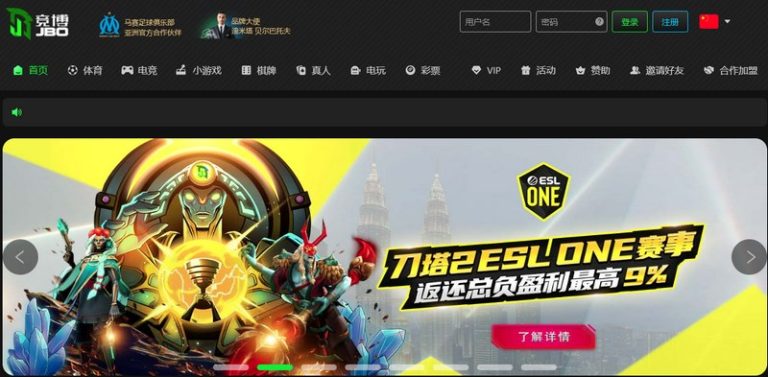 竞博
JBO
马赛足球俱乐部
亚洲官方合作伙伴
品牌大使
贝尔巴托夫
用户名
密码
登录
注册
首页
体育
电竞
小游戏
棋牌
真人
电玩
彩票
VIP
活动
赞助
邀请好友
合作加盟
ESL
ONE
刀塔2 ESL ONE赛事
返还总负盈利最高9%
了解详情